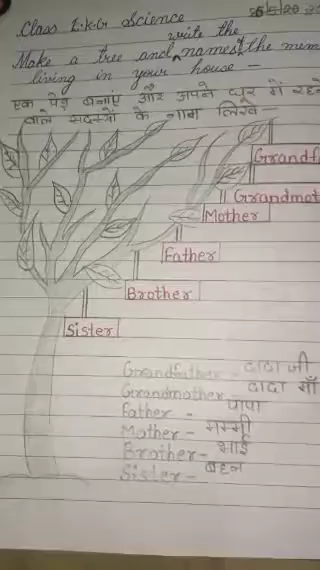 Class L.K.G Science
write the
Make a tree and names of the mem
living in your house -
एक पेड़ बनाएं और अपने घर में रहने
वाले सदस्यों के नाम लिखे -
Grandf
Grandmot
Mother
Father
Brother
Sister
Grandfather - दादा जी
Grandmother - दादी माँ
Father - पापा
Mother - मम्मी
Brother - भाई
Sister - बहन